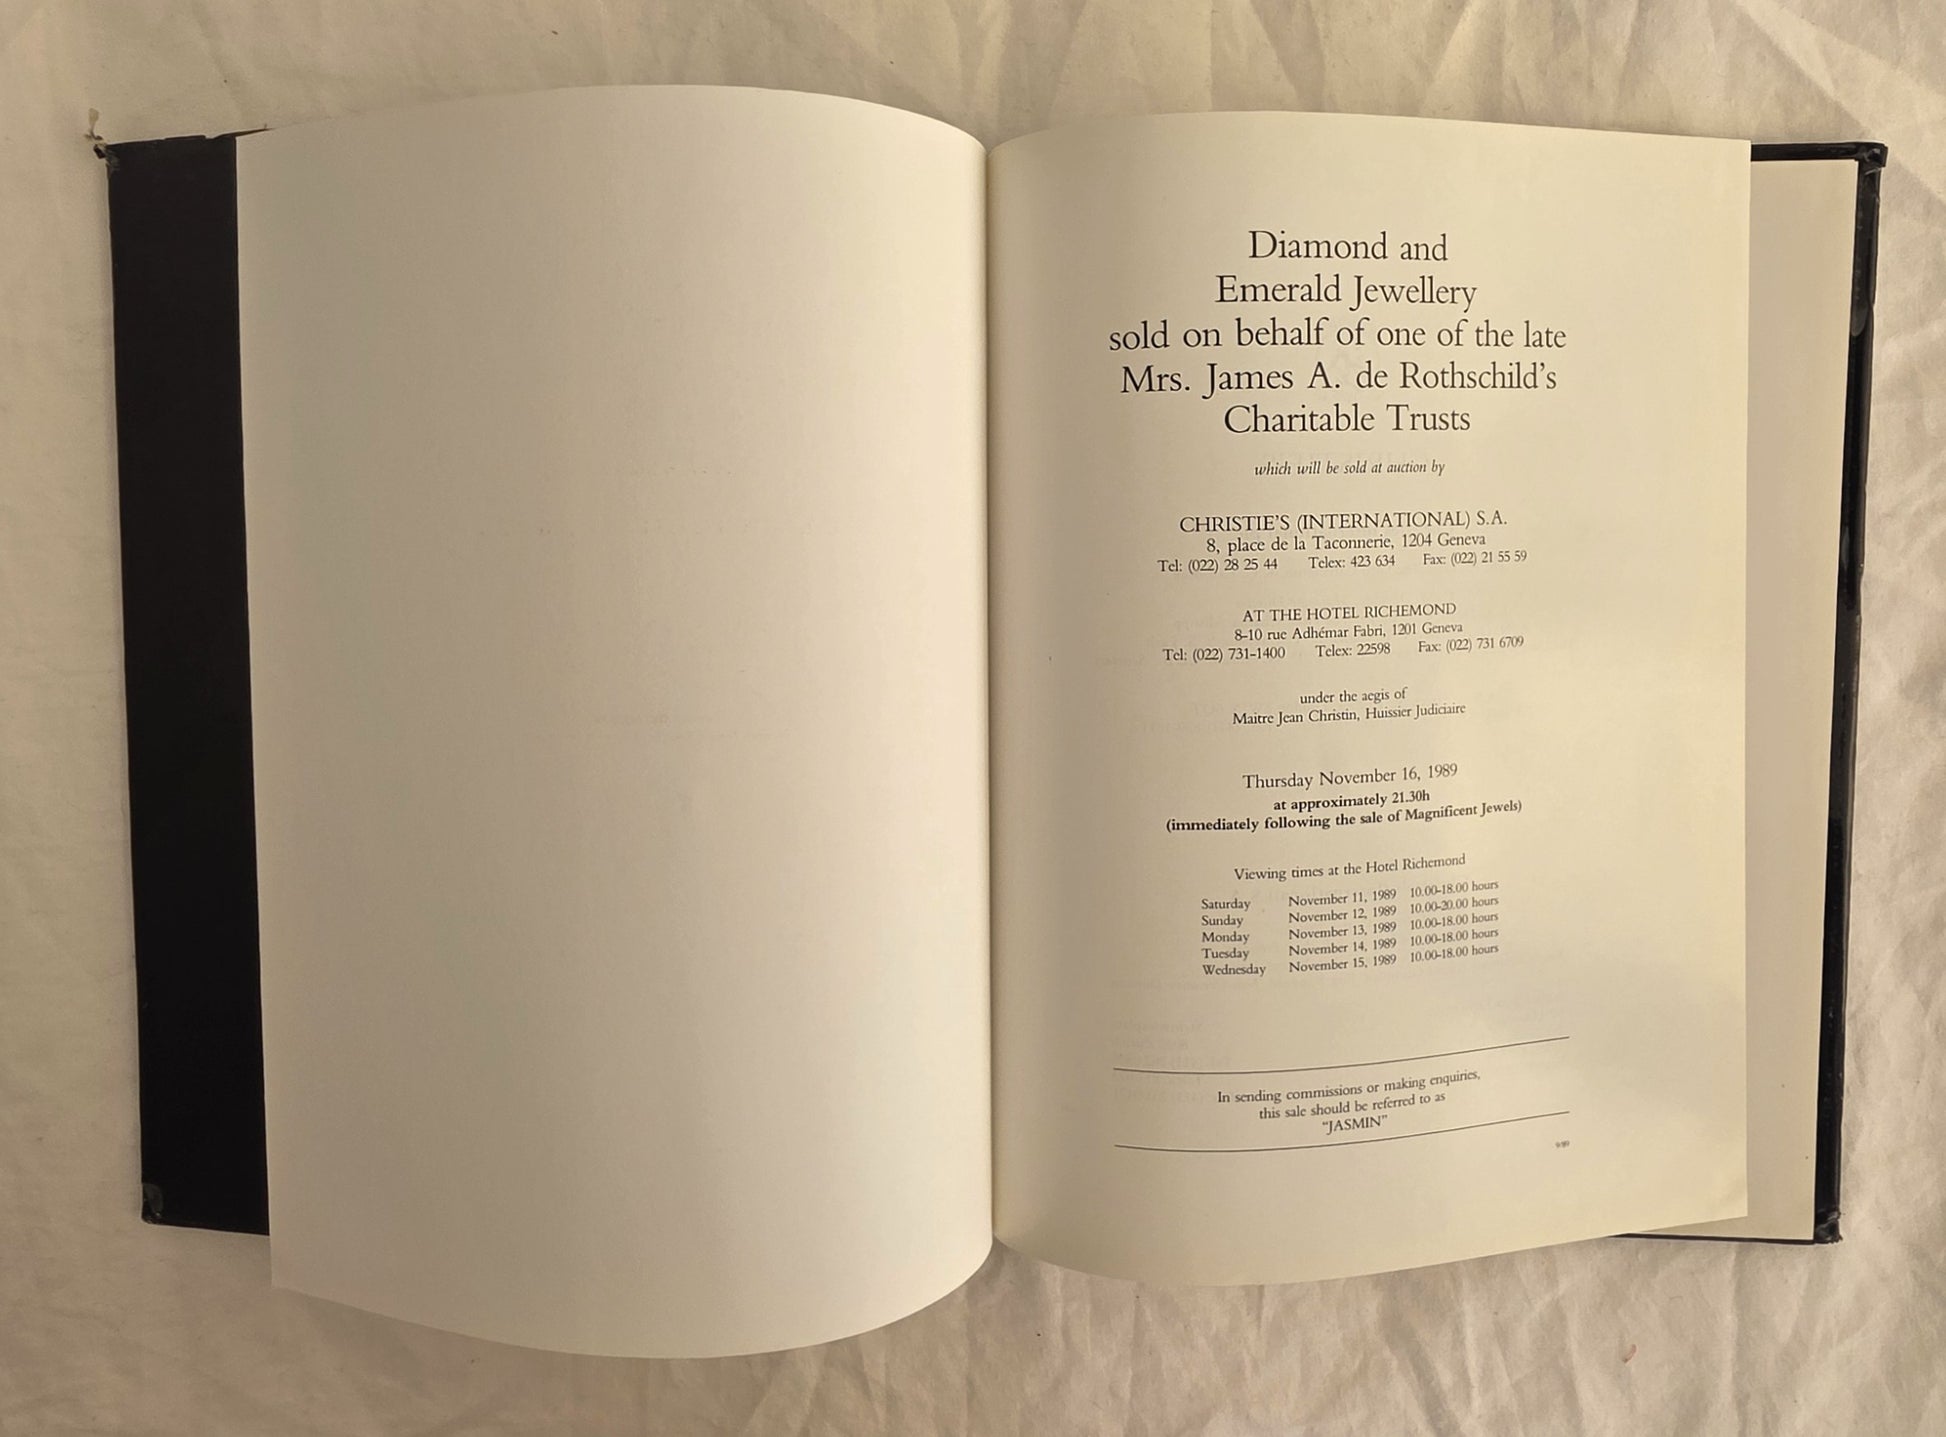 Diamond and
Emerald Jewellery
sold on behalf of one of the late
Mrs. James A. de Rothschild's
Charitable Trusts
which will be sold at auction by
CHRISTIE'S (INTERNATIONAL) S.A.
8, place de la Taconnerie, 1204 Geneva
Tel: (022) 28 25 44 Telex: 423 634 Fax: (022) 21 55 59
AT THE HOTEL RICHEMOND
8-10 rue Adhémar Fabri, 1201 Geneva
Tel: (022) 731-1400 Telex: 22598 Fax: (022) 731 6709
under the aegis of
Maitre Jean Christin, Huissier Judiciaire
Thursday November 16, 1989
at approximately 21.30h
(immediately following the sale of Magnificent Jewels)
Viewing times at the Hotel Richemond
Saturday November 11, 1989 10.00-18.00 hours
Sunday November 12, 1989 10.00-20.00 hours
Monday November 13, 1989 10.00-18.00 hours
Tuesday November 14, 1989 10.00-18.00 hours
Wednesday November 15, 1989 10.00-18.00 hours
In sending commissions or making enquiries,
this sale should be referred to as
"JASMIN"